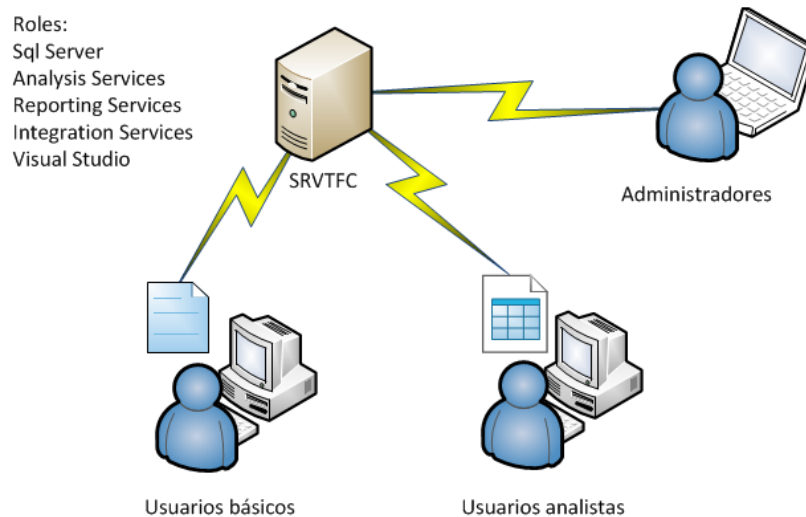 Roles:
Sql Server
Analysis Services
Reporting Services
Integration Services
Visual Studio
SRVTFC
Administradores
Usuarios básicos
Usuarios analistas